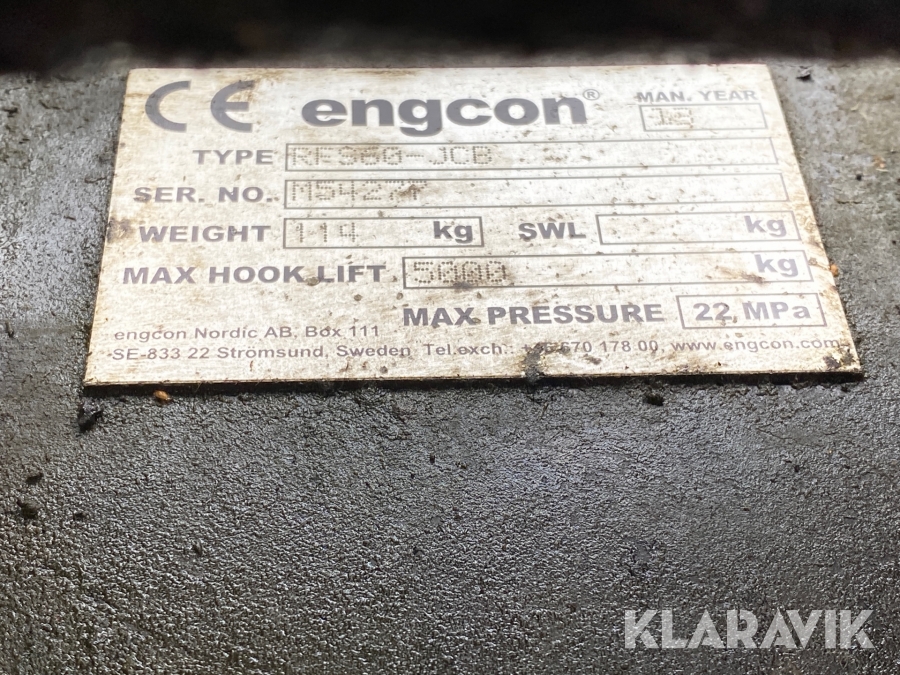 CE engcon® MAN. YEAR
TYPE
SER. NO. M54277
WEIGHT 114 kg SWL kg
MAX HOOK LIFT 5000 kg
MAX PRESSURE 22 MPa
engcon Nordic AB, Box 111
SE-833 22 Strömsund, Sweden Tel.exch.: 670 178 00, www.engcon.com
KLARAVIK